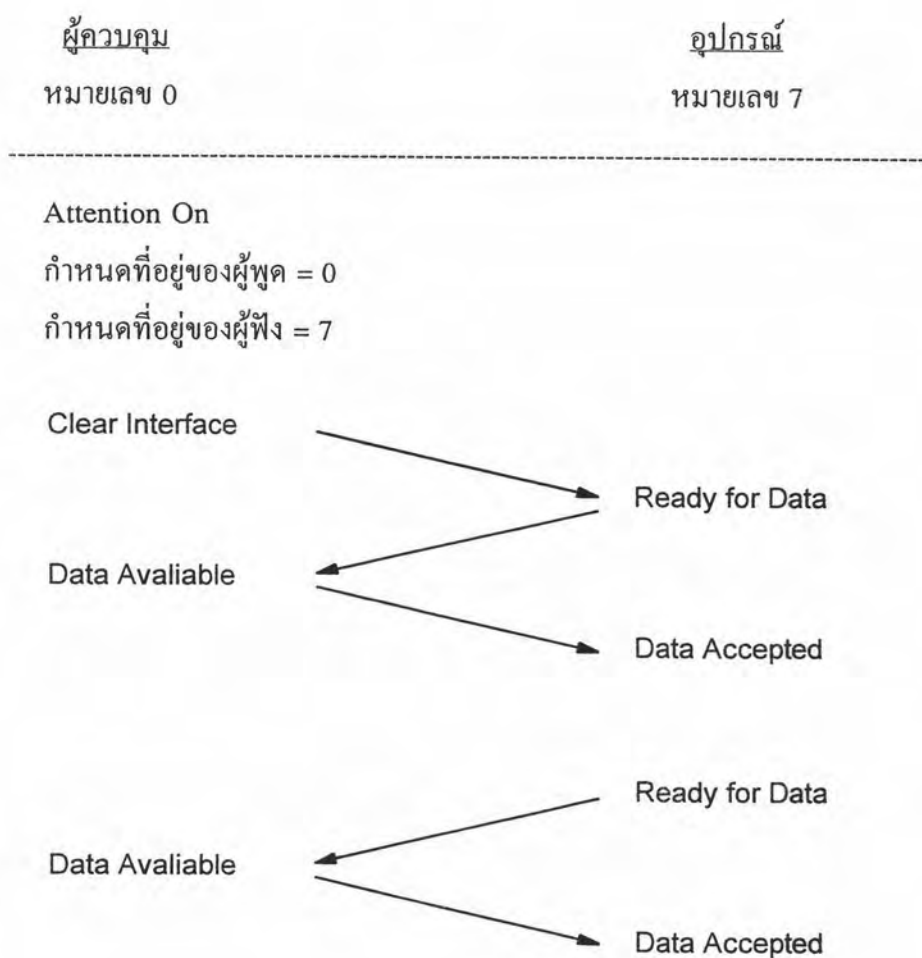 ผู้ควบคุม
อุปกรณ์
หมายเลข 0
หมายเลข 7
Attention On
กำหนดที่อยู่ของผู้พูด = 0
กำหนดที่อยู่ของผู้ฟัง = 7
Clear Interface
Ready for Data
Data Avaliable
Data Accepted
Ready for Data
Data Avaliable
Data Accepted